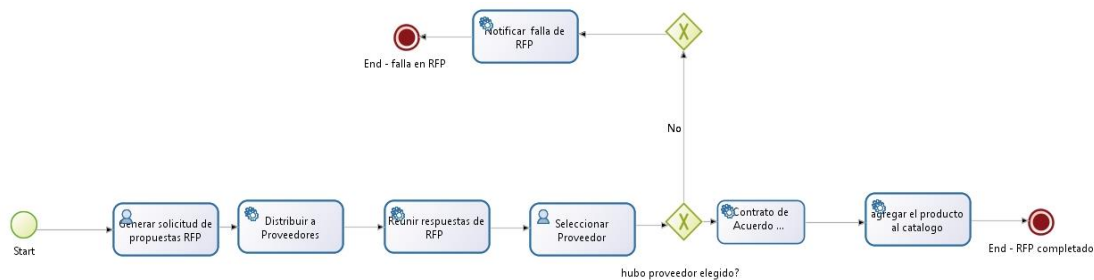 Notificar falla de
RFP
End - falla en RFP
No
Start
Generar solicitud de
propuestas RFP
Distribuir a
Proveedores
Reunir respuestas de
RFP
Seleccionar
Proveedor
hubo proveedor elegido?
Contrato de
Acuerdo ...
agregar el producto
al catalogo
End - RFP completado